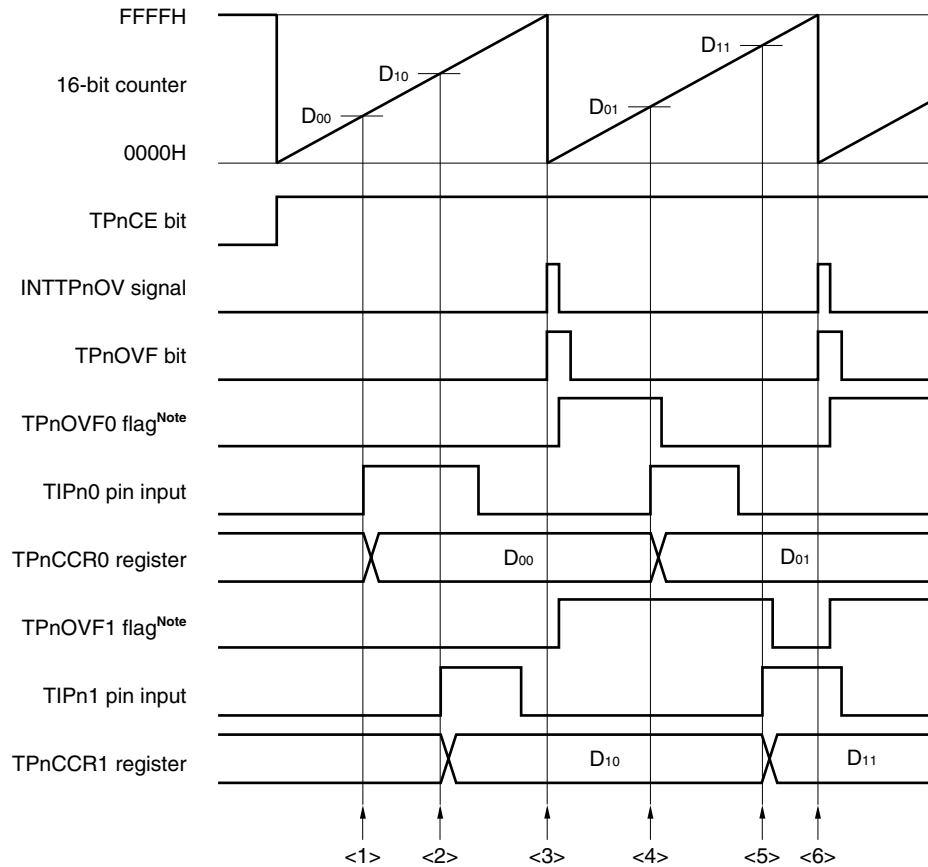 FFFFH
D11
D10
16-bit counter
D01
D00
0000H
TPnCE bit
INTTPnOV signal
TPnOVF bit
TPnOVF0 flagNote
TIPn0 pin input
TPnCCR0 register
D00
D01
TPnOVF1 flagNote
TIPn1 pin input
TPnCCR1 register
D10
D11
<1> <2> <3> <4> <5> <6>